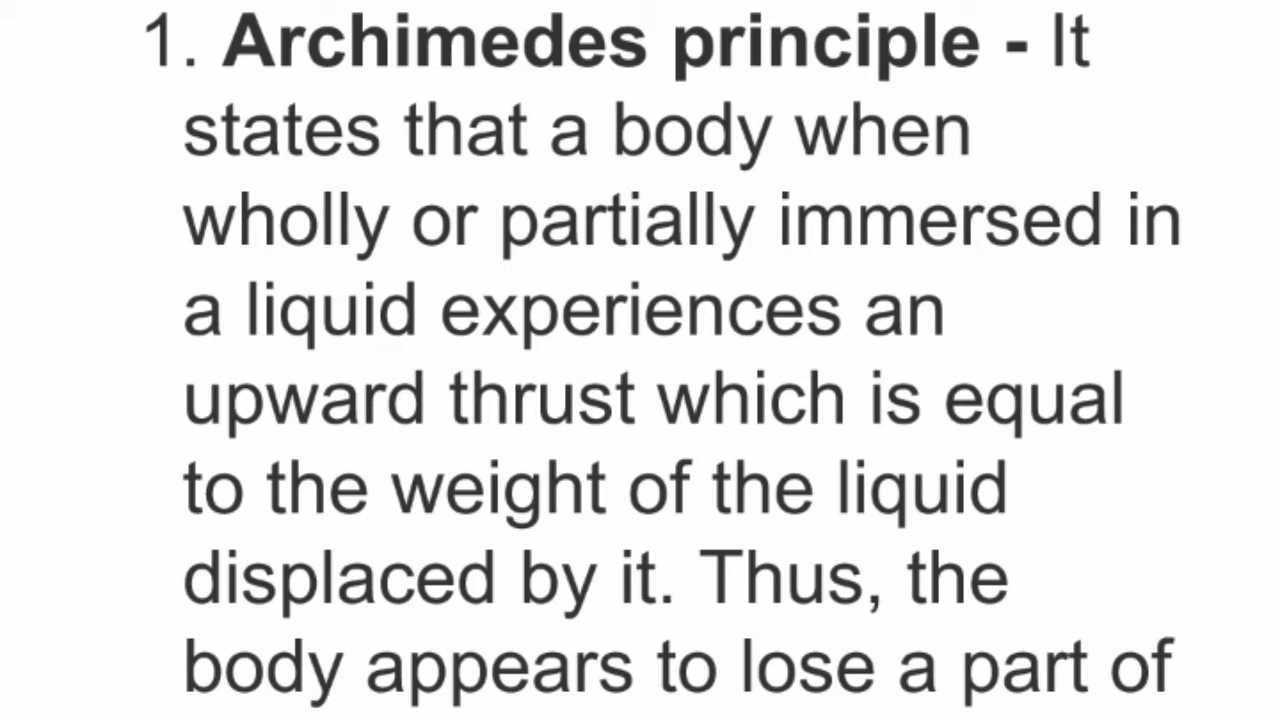 1. Archimedes principle - It
states that a body when
wholly or partially immersed in
a liquid experiences an
upward thrust which is equal
to the weight of the liquid
displaced by it. Thus, the
body appears to lose a part of